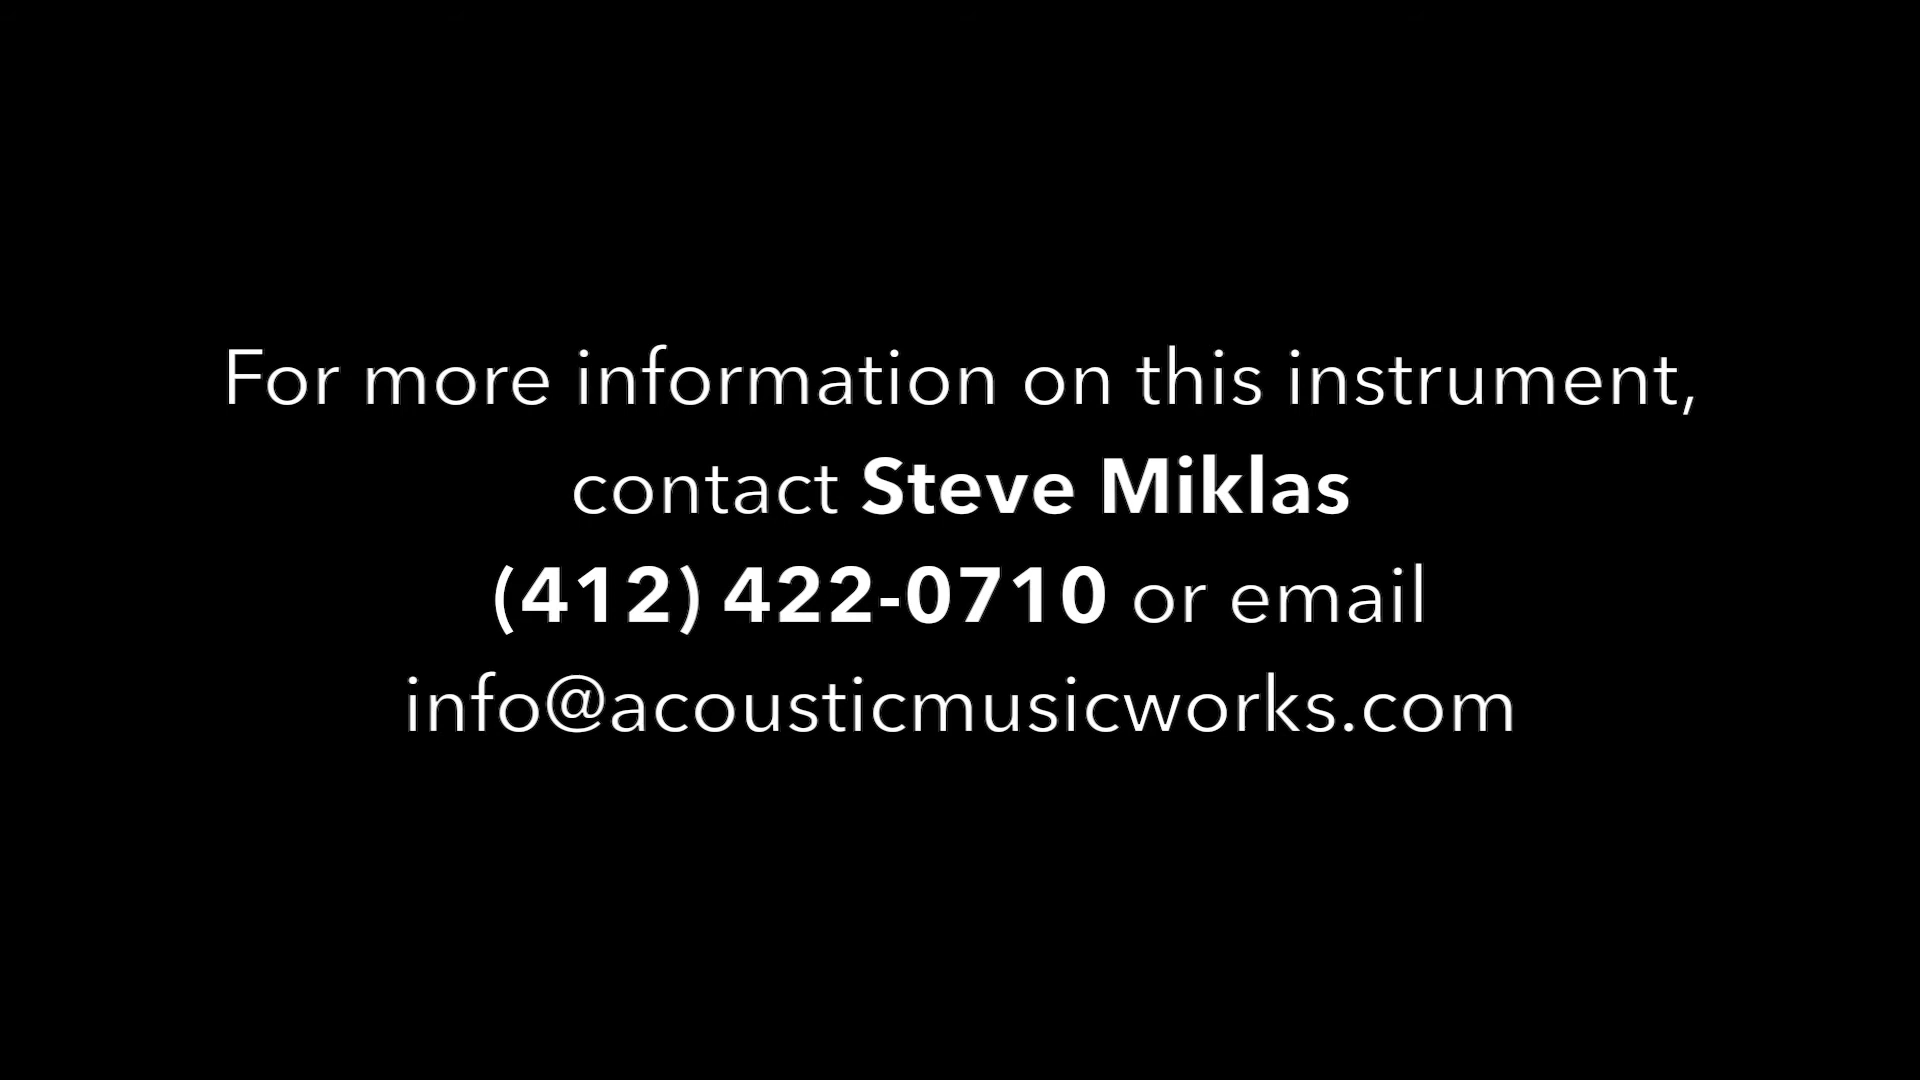 For more information on this instrument,
contact Steve Miklas
(412) 422-0710 or email
info@acousticmusicworks.com